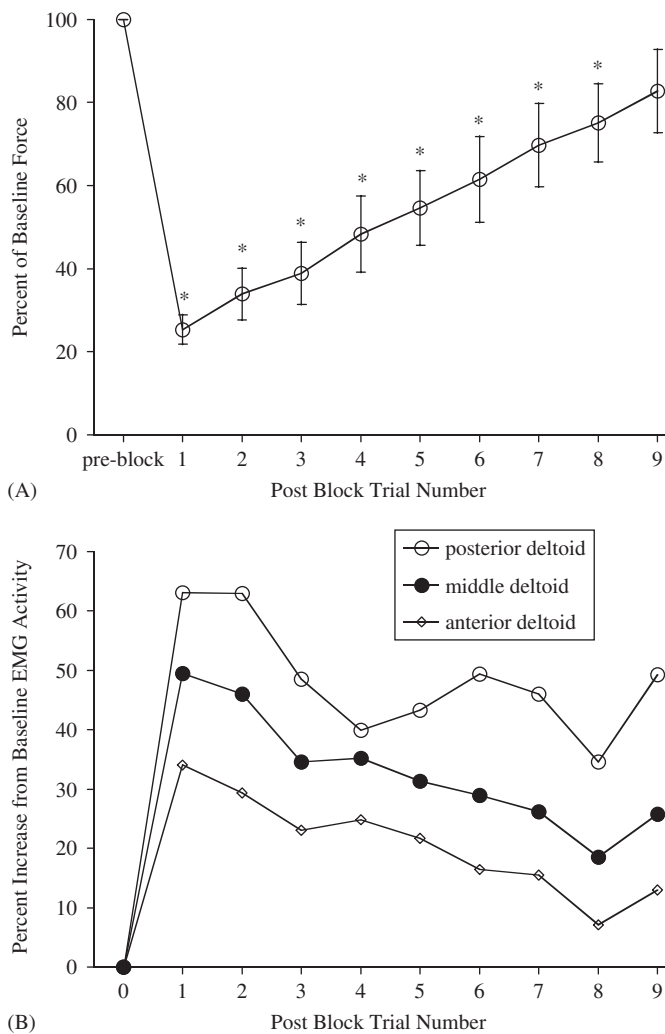 100
80
60
40
20
0
Percent of Baseline Force
*
*
*
*
*
*
*
*
pre-block 1 2 3 4 5 6 7 8 9
(A)
Post Block Trial Number
70
60
50
40
30
20
10
0
Percent Increase from Baseline EMG Activity
posterior deltoid
middle deltoid
anterior deltoid
0 1 2 3 4 5 6 7 8 9
(B)
Post Block Trial Number